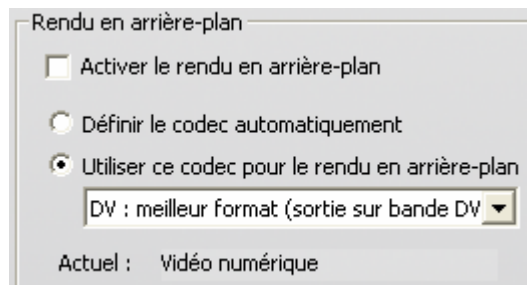 Rendu en arrière-plan
Activer le rendu en arrière-plan
Définir le codec automatiquement
Utiliser ce codec pour le rendu en arrière-plan
DV : meilleur format (sortie sur bande DV
Actuel : Vidéo numérique